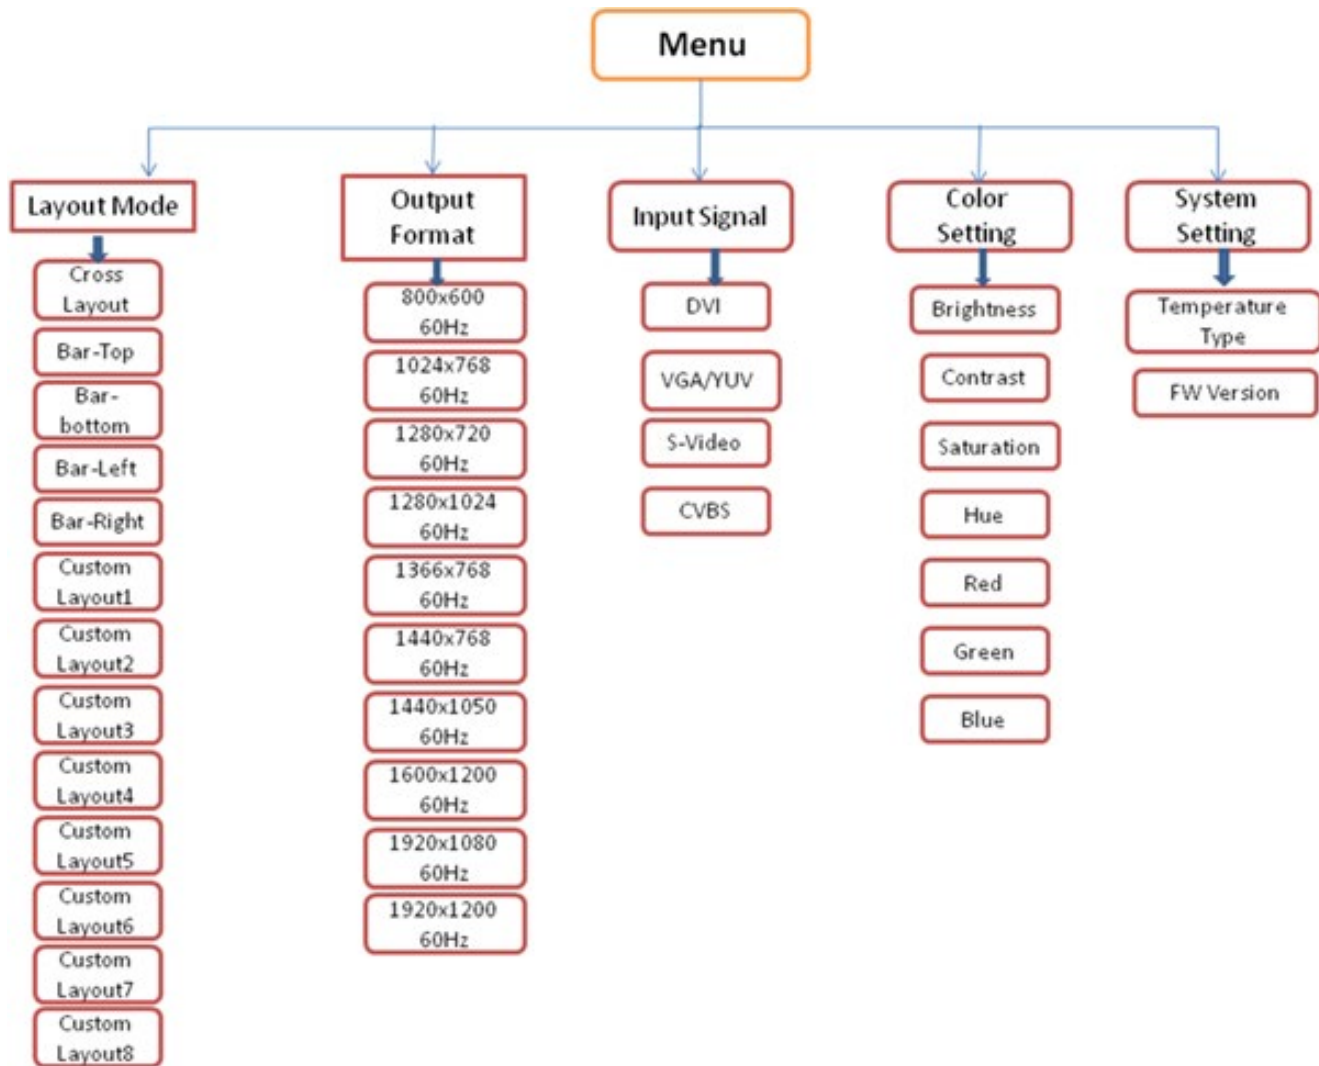 Menu
Layout Mode
Cross
Layout
Bar-Top
Bar-
bottom
Bar-Left
Bar-Right
Custom
Layout1
Custom
Layout2
Custom
Layout3
Custom
Layout4
Custom
Layout5
Custom
Layout6
Custom
Layout7
Custom
Layout8
Output
Format
800x600
60Hz
1024x768
60Hz
1280x720
60Hz
1280x1024
60Hz
1366x768
60Hz
1440x768
60Hz
1440x1050
60Hz
1600x1200
60Hz
1920x1080
60Hz
1920x1200
60Hz
Input Signal
DVI
VGA/YUV
S-Video
CVBS
Color
Setting
Brightness
Contrast
Saturation
Hue
Red
Green
Blue
System
Setting
Temperature
Type
FW Version